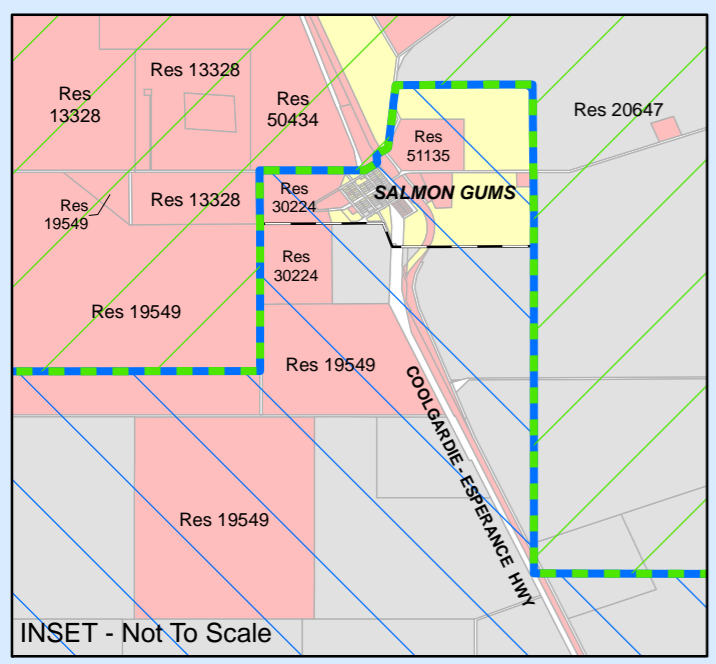 Res 13328
Res
13328
Res
50434
Res 20647
Res
51135
Res 13328
Res
30224
SALMON GUMS
Res
19549
Res
30224
Res 19549
Res 19549
COOLGARDIE - ESPERANCE HWY
Res 19549
INSET - Not To Scale